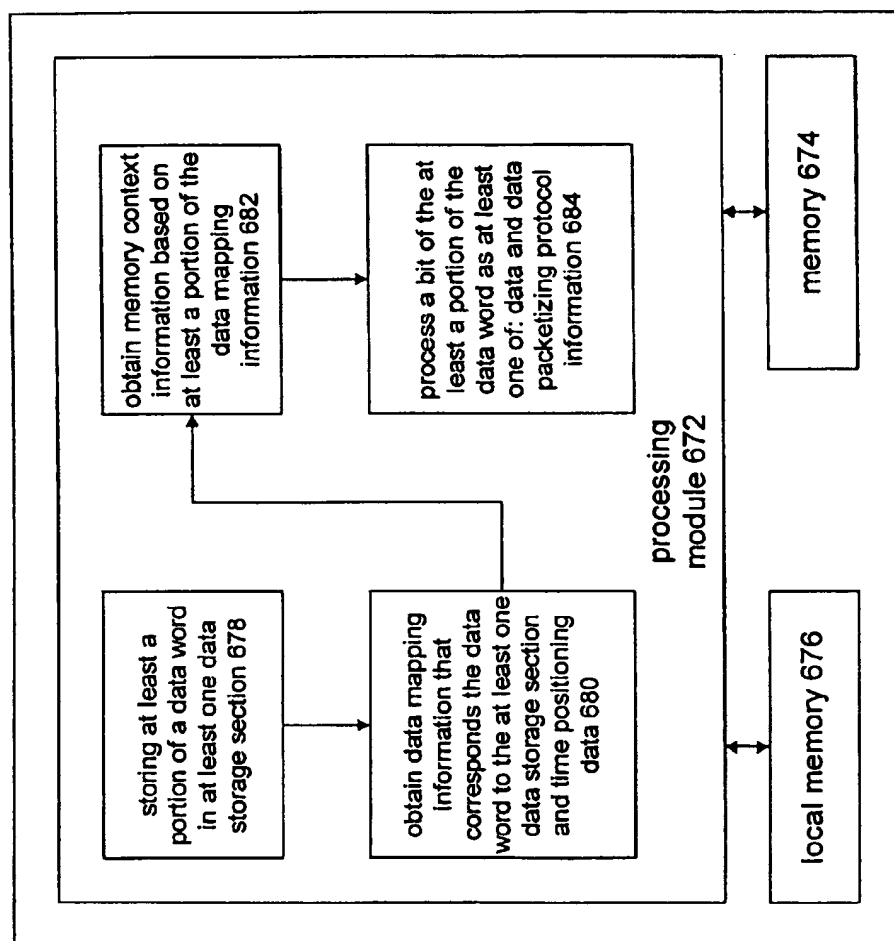 storing at least a
portion of a data word
in at least one data
storage section 678
obtain data mapping
information that
corresponds the data
word to the at least one
data storage section
and time positioning
data 680
obtain memory context
information based on
at least a portion of the
data mapping
information 682
process a bit of the at
least a portion of the
data word as at least
one of: data and data
packetizing protocol
information 684
processing
module 672
local memory 676
memory 674